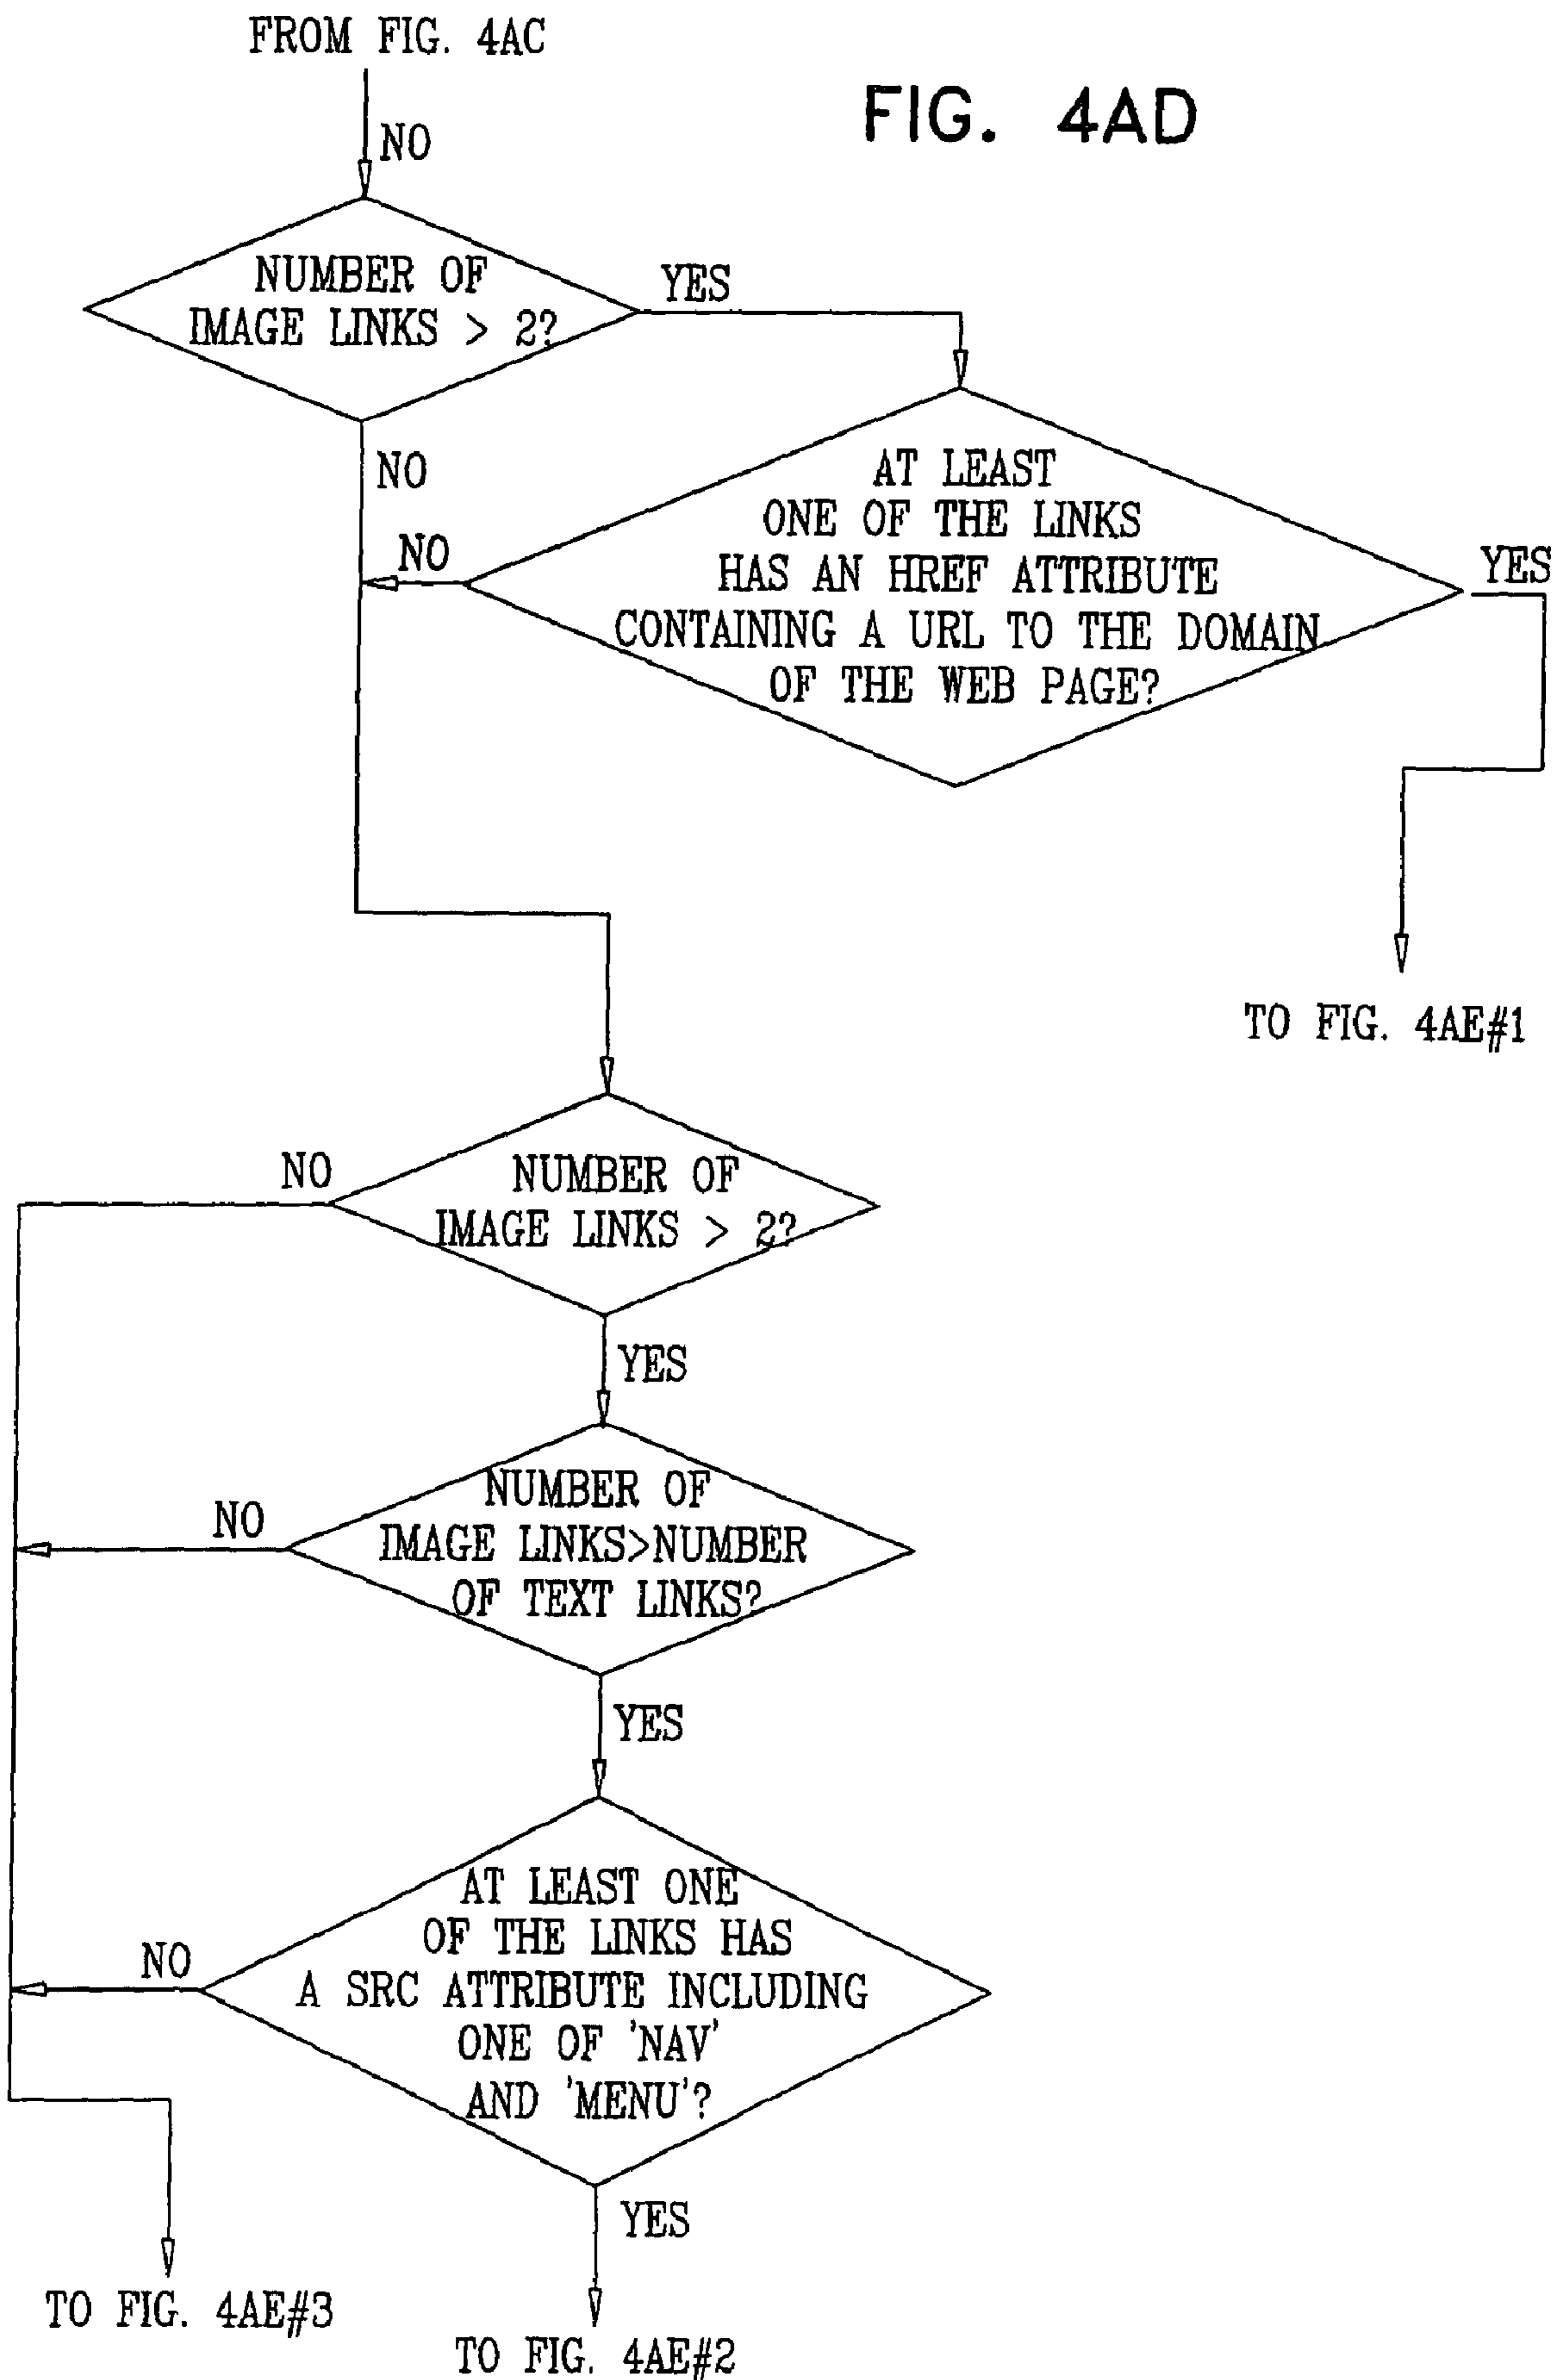 FROM FIG. 4AC
FIG. 4AD
NO
NUMBER OF
IMAGE LINKS > 2?
YES
NO
AT LEAST
ONE OF THE LINKS
HAS AN HREF ATTRIBUTE
CONTAINING A URL TO THE DOMAIN
OF THE WEB PAGE?
NO
YES
TO FIG. 4AE#1
NUMBER OF
IMAGE LINKS > 2?
NO
YES
NUMBER OF
IMAGE LINKS>NUMBER
OF TEXT LINKS?
NO
YES
AT LEAST ONE
OF THE LINKS HAS
A SRC ATTRIBUTE INCLUDING
ONE OF 'NAV'
AND 'MENU'?
NO
YES
TO FIG. 4AE#3
TO FIG. 4AE#2